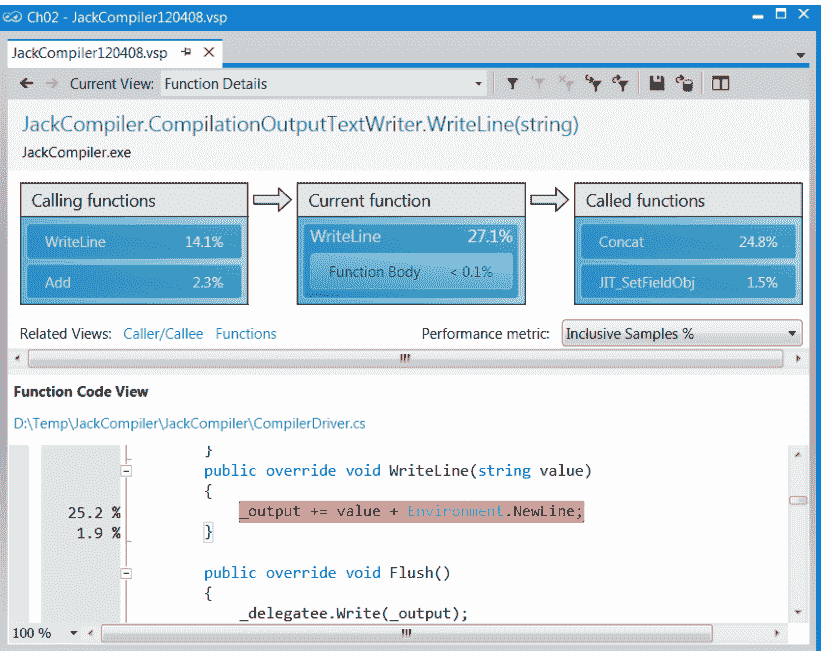 Ch02 - JackCompiler120408.vsp
JackCompiler120408.vsp
Current View: Function Details
JackCompiler.CompilationOutputTextWriter.WriteLine(string)
JackCompiler.exe
Calling functions
WriteLine 14.1%
Add 2.3%
Current function
WriteLine 27.1%
Function Body < 0.1%
Called functions
Concat 24.8%
JIT_SetFieldObj 1.5%
Related Views: Caller/Callee Functions Performance metric: Inclusive Samples %
Function Code View
D:\Temp\JackCompiler\JackCompiler\CompilerDriver.cs
}
public override void WriteLine(string value)
{
25.2 % _output += value + Environment.NewLine;
1.9 % }
public override void Flush()
{
_delegatee.Write(_output);
100 %